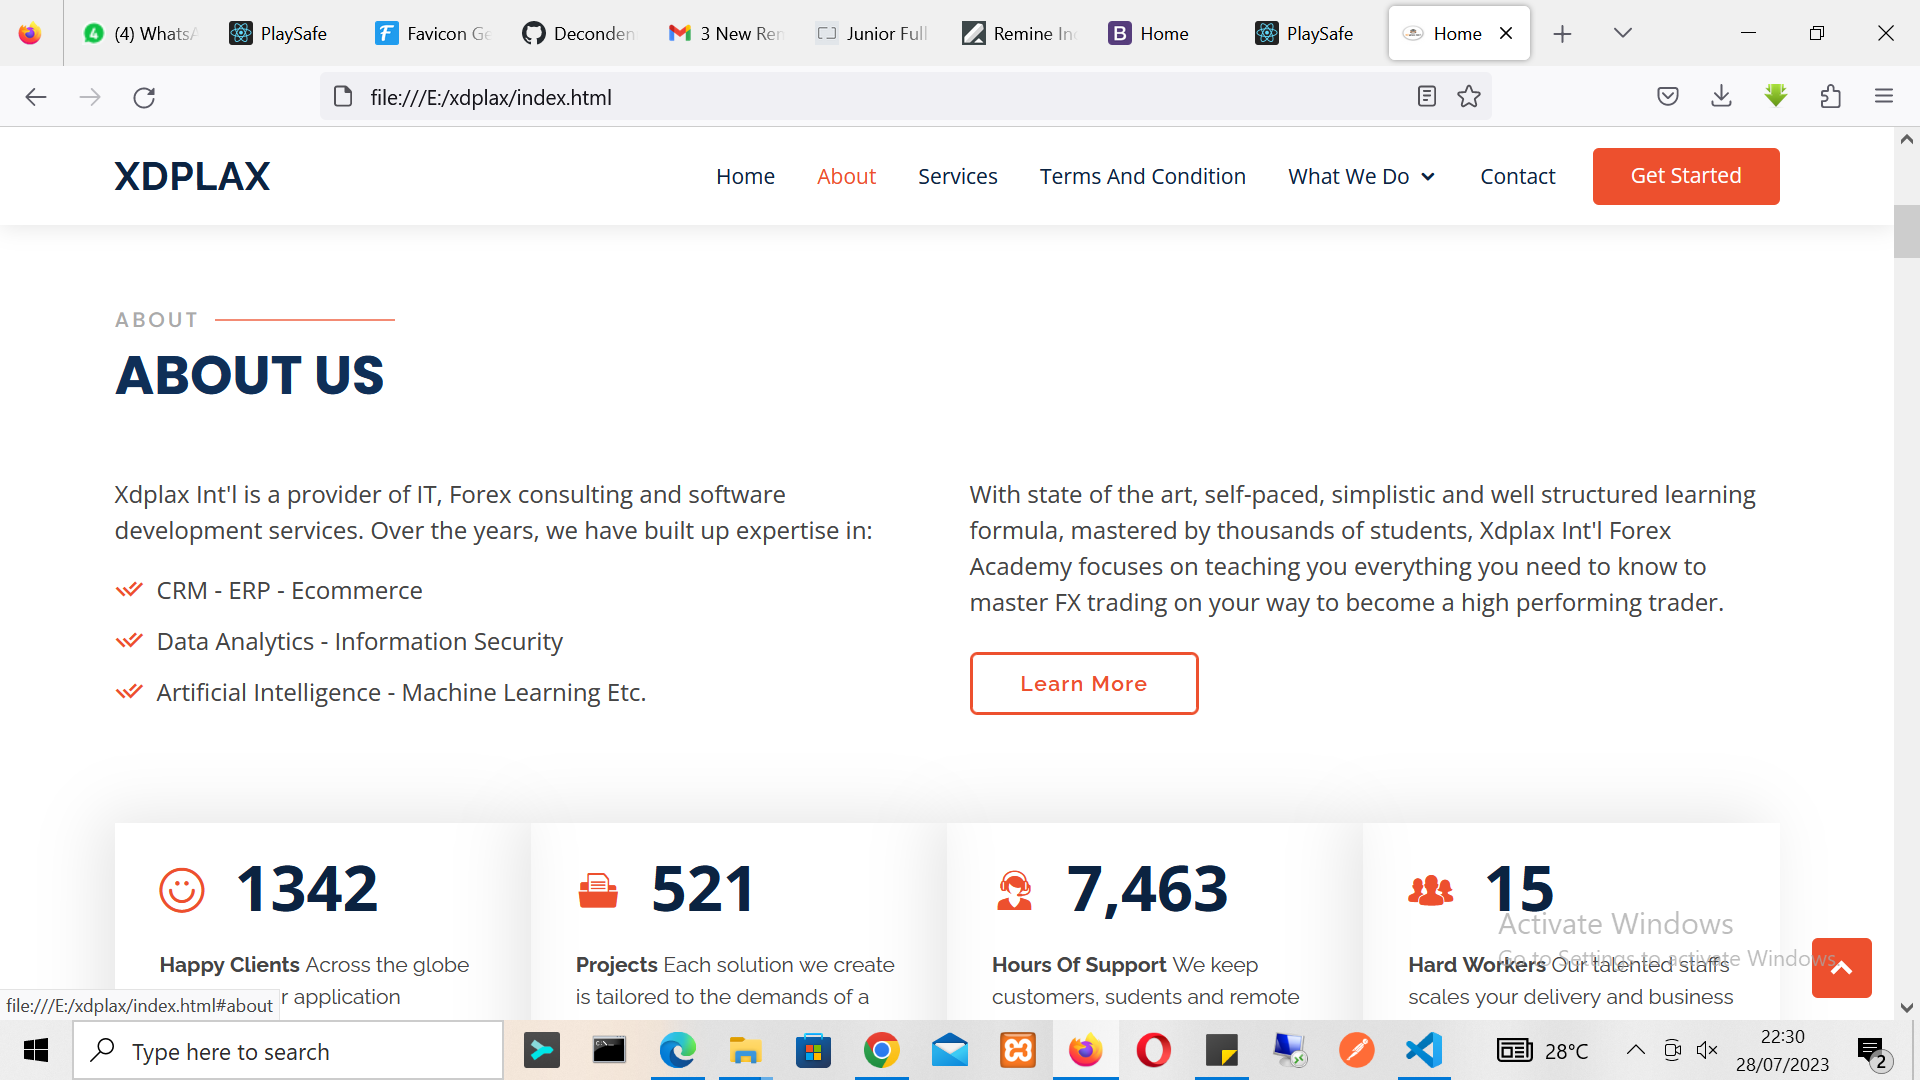 (4) WhatsA
PlaySafe
Favicon Ge
Deconden
3 New Ren
Junior Full
Remine In
Home
PlaySafe
Home
file:///E:/xdplax/index.html
XDPLAX
Home
About
Services
Terms And Condition
What We Do
Contact
Get Started
ABOUT
ABOUT US
Xdplax Int'l is a provider of IT, Forex consulting and software
development services. Over the years, we have built up expertise in:
CRM - ERP - Ecommerce
Data Analytics - Information Security
Artificial Intelligence - Machine Learning Etc.
With state of the art, self-paced, simplistic and well structured learning
formula, mastered by thousands of students, Xdplax Int'l Forex
Academy focuses on teaching you everything you need to know to
master FX trading on your way to become a high performing trader.
Learn More
1342
Happy Clients Across the globe
r application
521
Projects Each solution we create
is tailored to the demands of a
7,463
Hours Of Support We keep
customers, sudents and remote
15
Hard Workers Our talented staffs
scales your delivery and business
Activate Windows
Go to Settings to activate Windows.
file:///E:/xdplax/index.html#about
Type here to search
28°C
22:30
28/07/2023
2